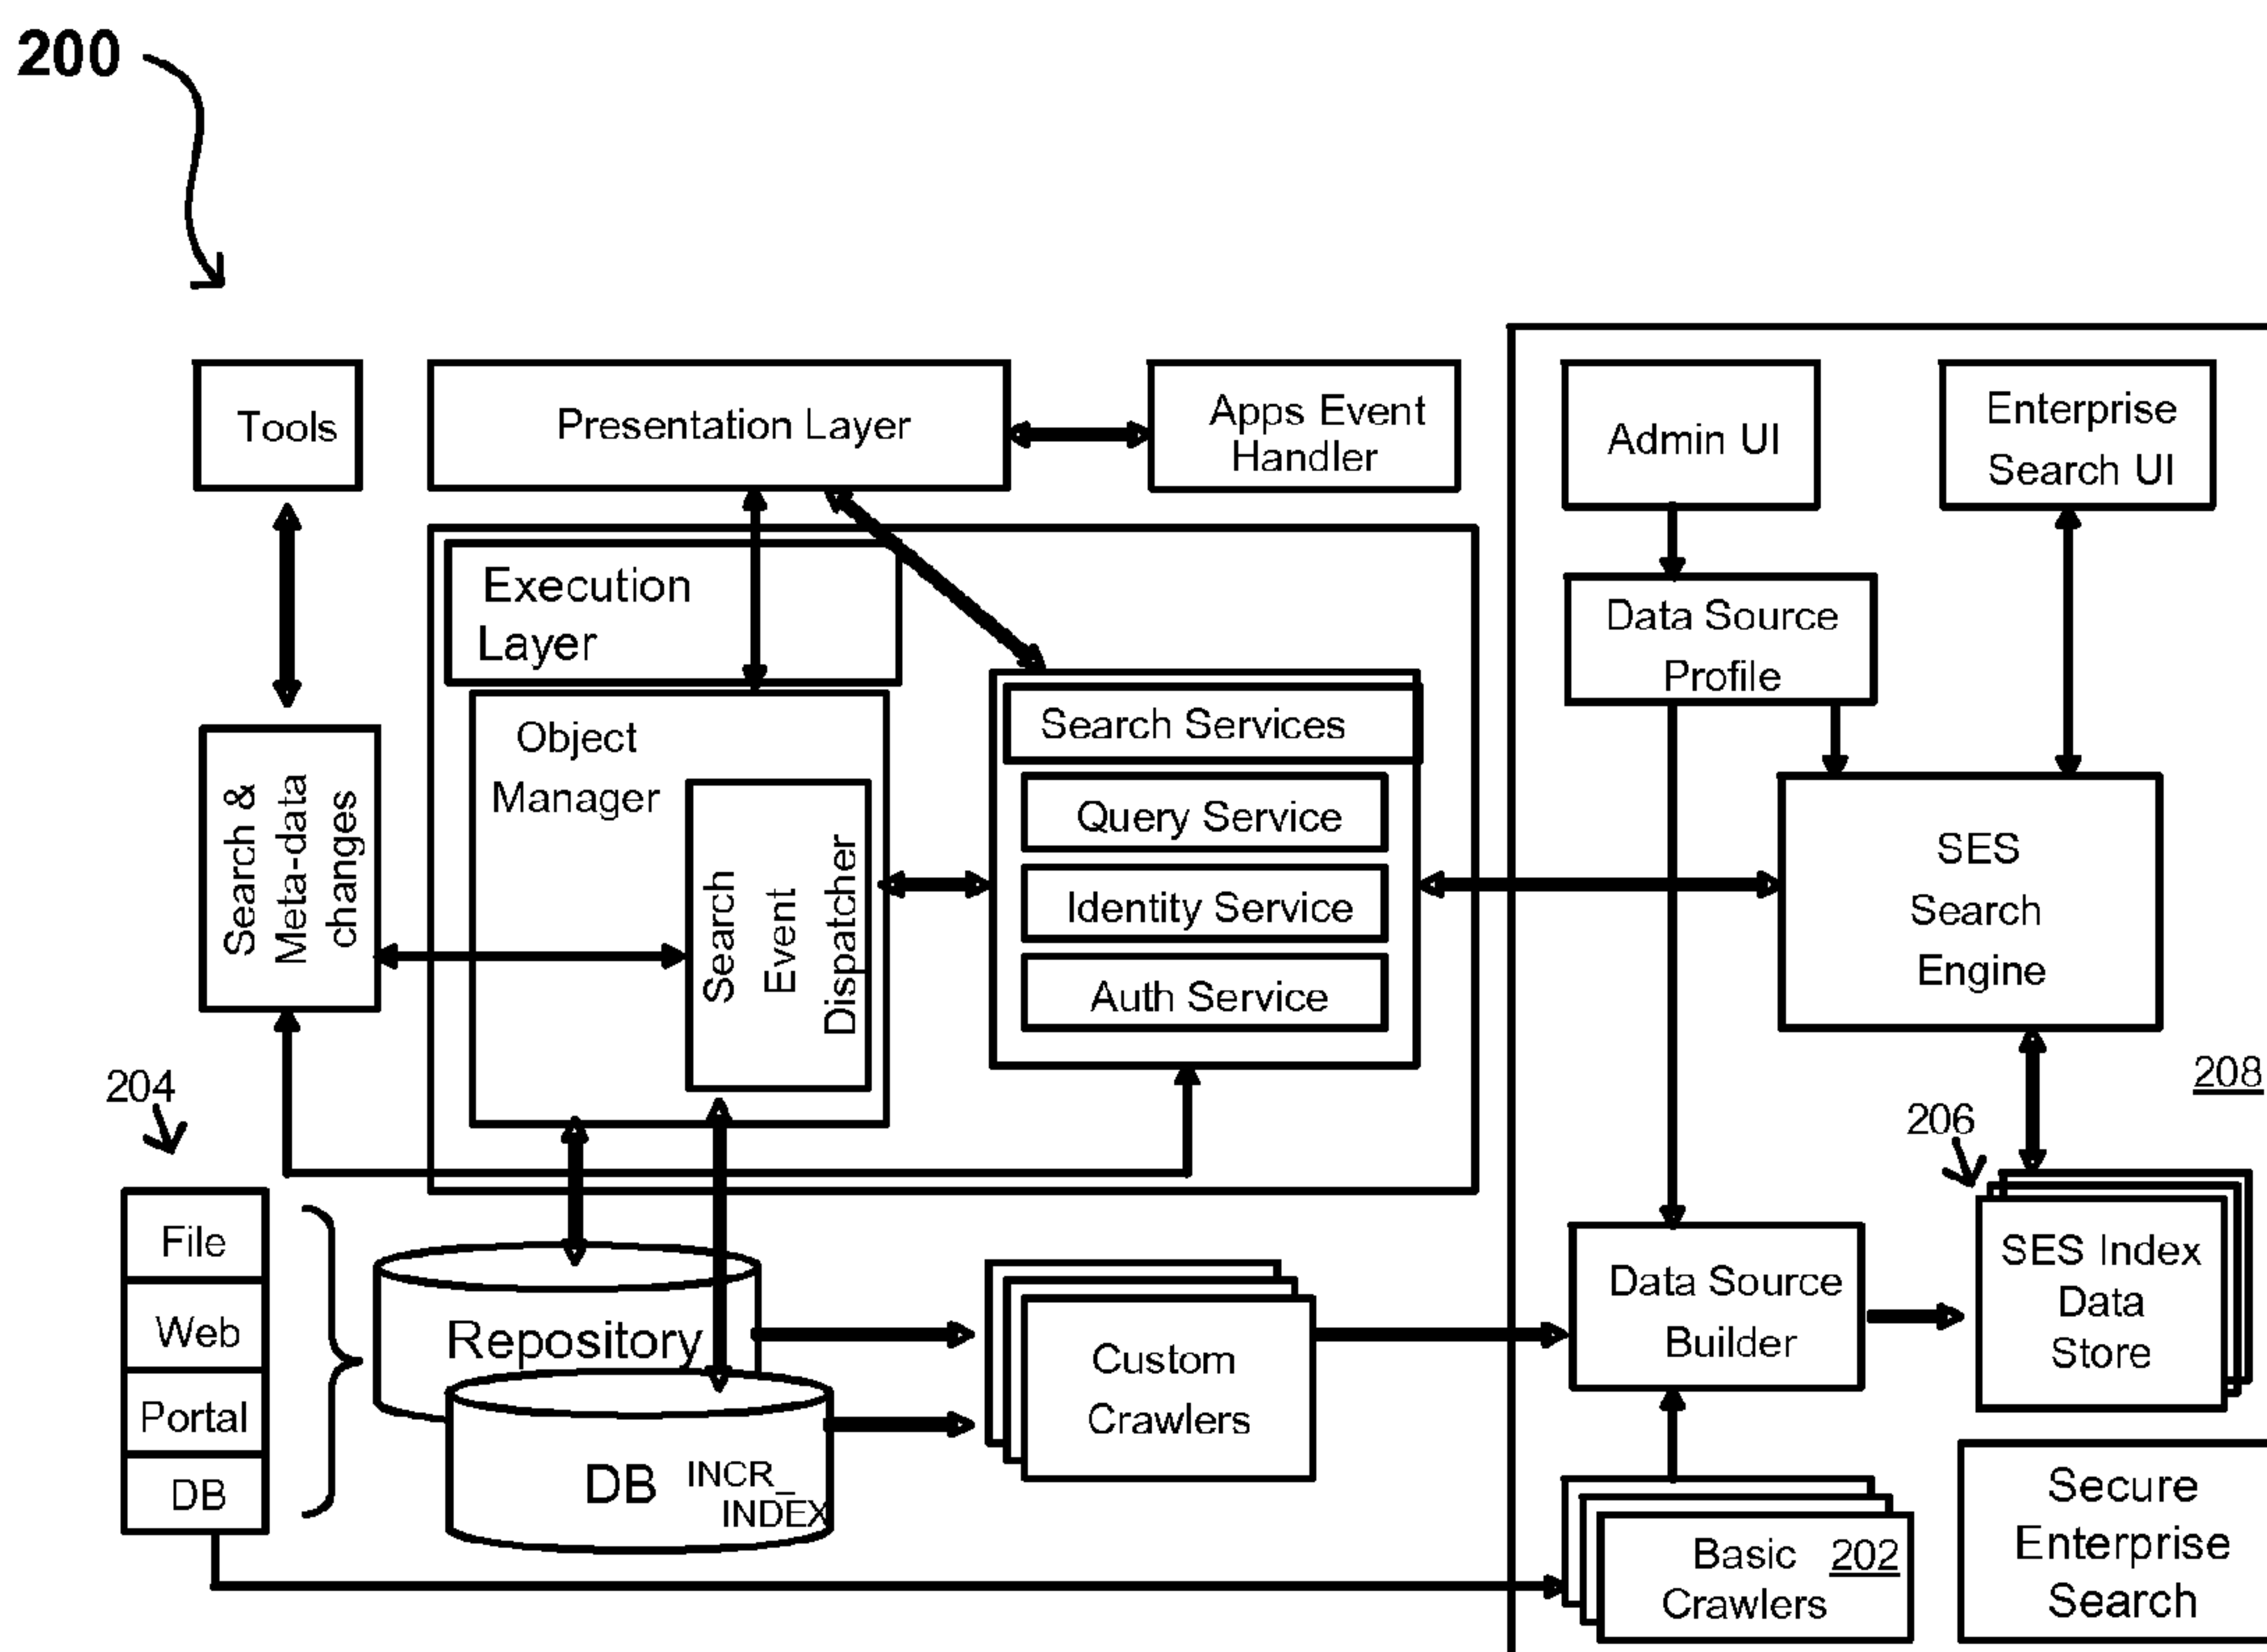 200
Tools
Presentation Layer
Apps Event
Handler
Admin UI
Enterprise
Search UI
Execution
Layer
Data Source
Profile
Object
Manager
Search Services
Search &
Meta-data
changes
Search
Event
Dispatcher
Query Service
Identity Service
Auth Service
SES
Search
Engine
204
208
206
File
Web
Portal
DB
Repository
DB
INCR_
INDEX
Custom
Crawlers
Data Source
Builder
SES Index
Data
Store
Basic
Crawlers
202
Secure
Enterprise
Search